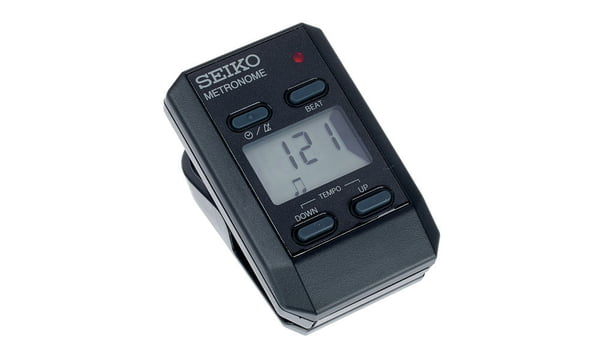 SEIKO
METRONOME
BEAT
121
TEMPO
DOWN
UP